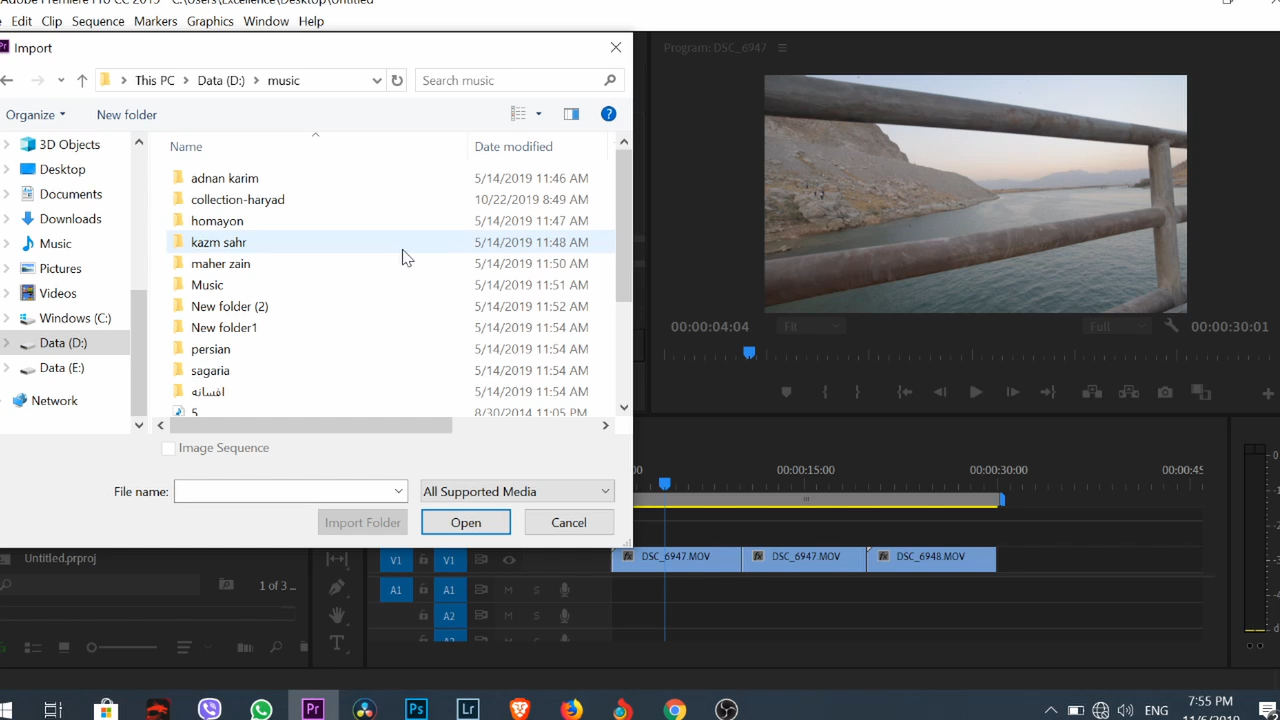 Edit Clip Sequence Markers Graphics Window Help
Import
This PC Data (D:) music Search music
Organize New folder
Name Date modified
3D Objects
Desktop
Documents
Downloads
Music
Pictures
Videos
Windows (C:)
Data (D:)
Data (E:)
Network
adnan karim 5/14/2019 11:46 AM
collection-haryad 10/22/2019 8:49 AM
homayon 5/14/2019 11:47 AM
kazm sahr 5/14/2019 11:48 AM
maher zain 5/14/2019 11:50 AM
Music 5/14/2019 11:51 AM
New folder (2) 5/14/2019 11:52 AM
New folder1 5/14/2019 11:54 AM
persian 5/14/2019 11:54 AM
sagaria 5/14/2019 11:54 AM
افسانه 5/14/2019 11:54 AM
5 8/30/2014 11:05 PM
Image Sequence
File name: All Supported Media
Import Folder Open Cancel
Program: DSC_6947
00:00:04:04 Fit Full 00:00:30:01
00:00:15:00 00:00:30:00 00:00:45
Untitled.prproj
1 of 3 ...
V1 V1
DSC_6947.MOV DSC_6947.MOV DSC_6948.MOV
A1 A1 M S
A2 M S
7:55 PM
ENG